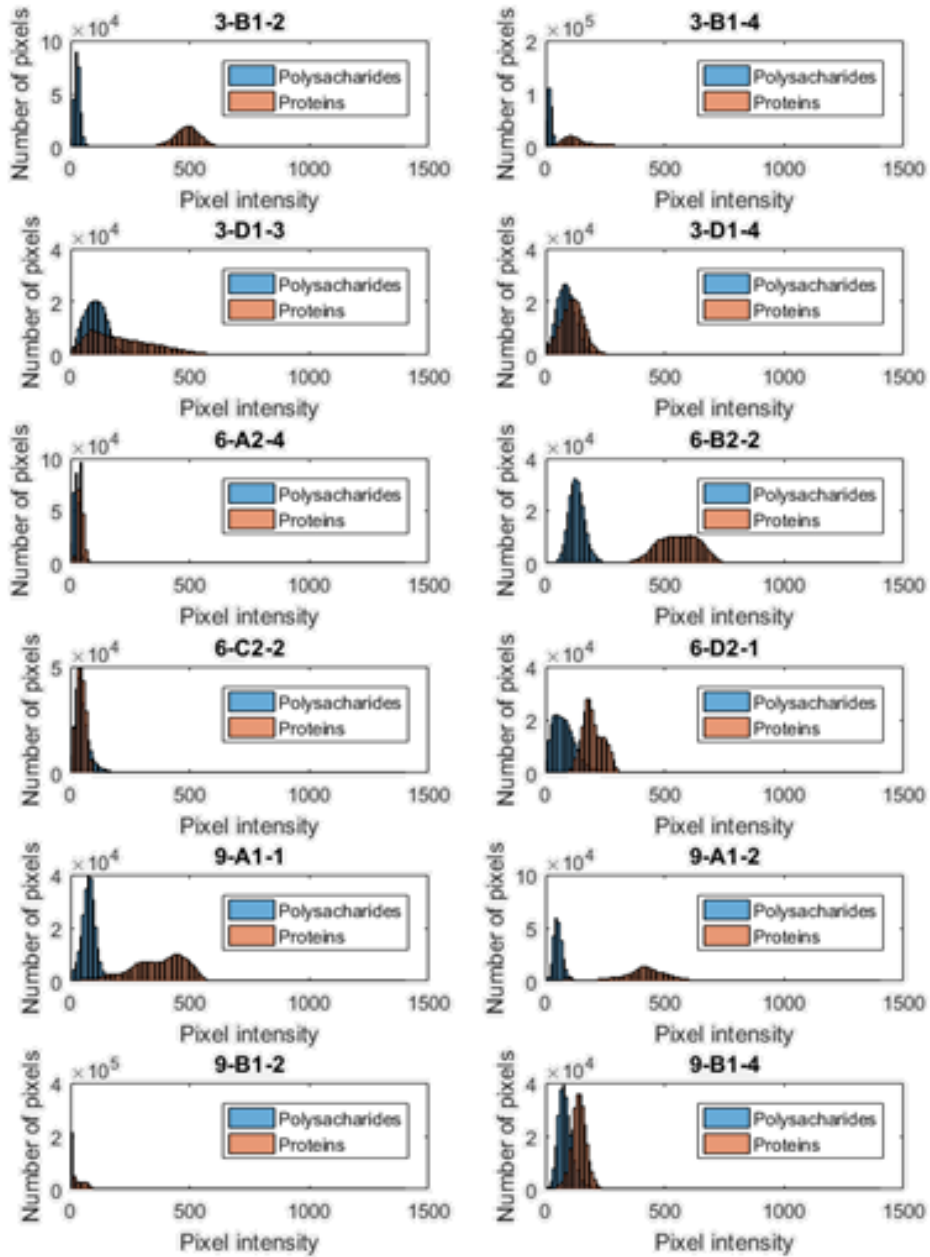 3-B1-2
×10^4
Number of pixels
10
5
0
Polysacharides
Proteins
0 500 1000 1500
Pixel intensity
3-B1-4
×10^5
Number of pixels
2
1
0
Polysacharides
Proteins
0 500 1000 1500
Pixel intensity
3-D1-3
×10^4
Number of pixels
4
2
0
Polysacharides
Proteins
0 500 1000 1500
Pixel intensity
3-D1-4
×10^4
Number of pixels
4
2
0
Polysacharides
Proteins
0 500 1000 1500
Pixel intensity
6-A2-4
×10^4
Number of pixels
10
5
0
Polysacharides
Proteins
0 500 1000 1500
Pixel intensity
6-B2-2
×10^4
Number of pixels
4
2
0
Polysacharides
Proteins
0 500 1000 1500
Pixel intensity
6-C2-2
×10^4
Number of pixels
5
0
Polysacharides
Proteins
0 500 1000 1500
Pixel intensity
6-D2-1
×10^4
Number of pixels
4
2
0
Polysacharides
Proteins
0 500 1000 1500
Pixel intensity
9-A1-1
×10^4
Number of pixels
4
2
0
Polysacharides
Proteins
0 500 1000 1500
Pixel intensity
9-A1-2
×10^4
Number of pixels
10
5
0
Polysacharides
Proteins
0 500 1000 1500
Pixel intensity
9-B1-2
×10^5
Number of pixels
4
2
0
Polysacharides
Proteins
0 500 1000 1500
Pixel intensity
9-B1-4
×10^4
Number of pixels
4
2
0
Polysacharides
Proteins
0 500 1000 1500
Pixel intensity